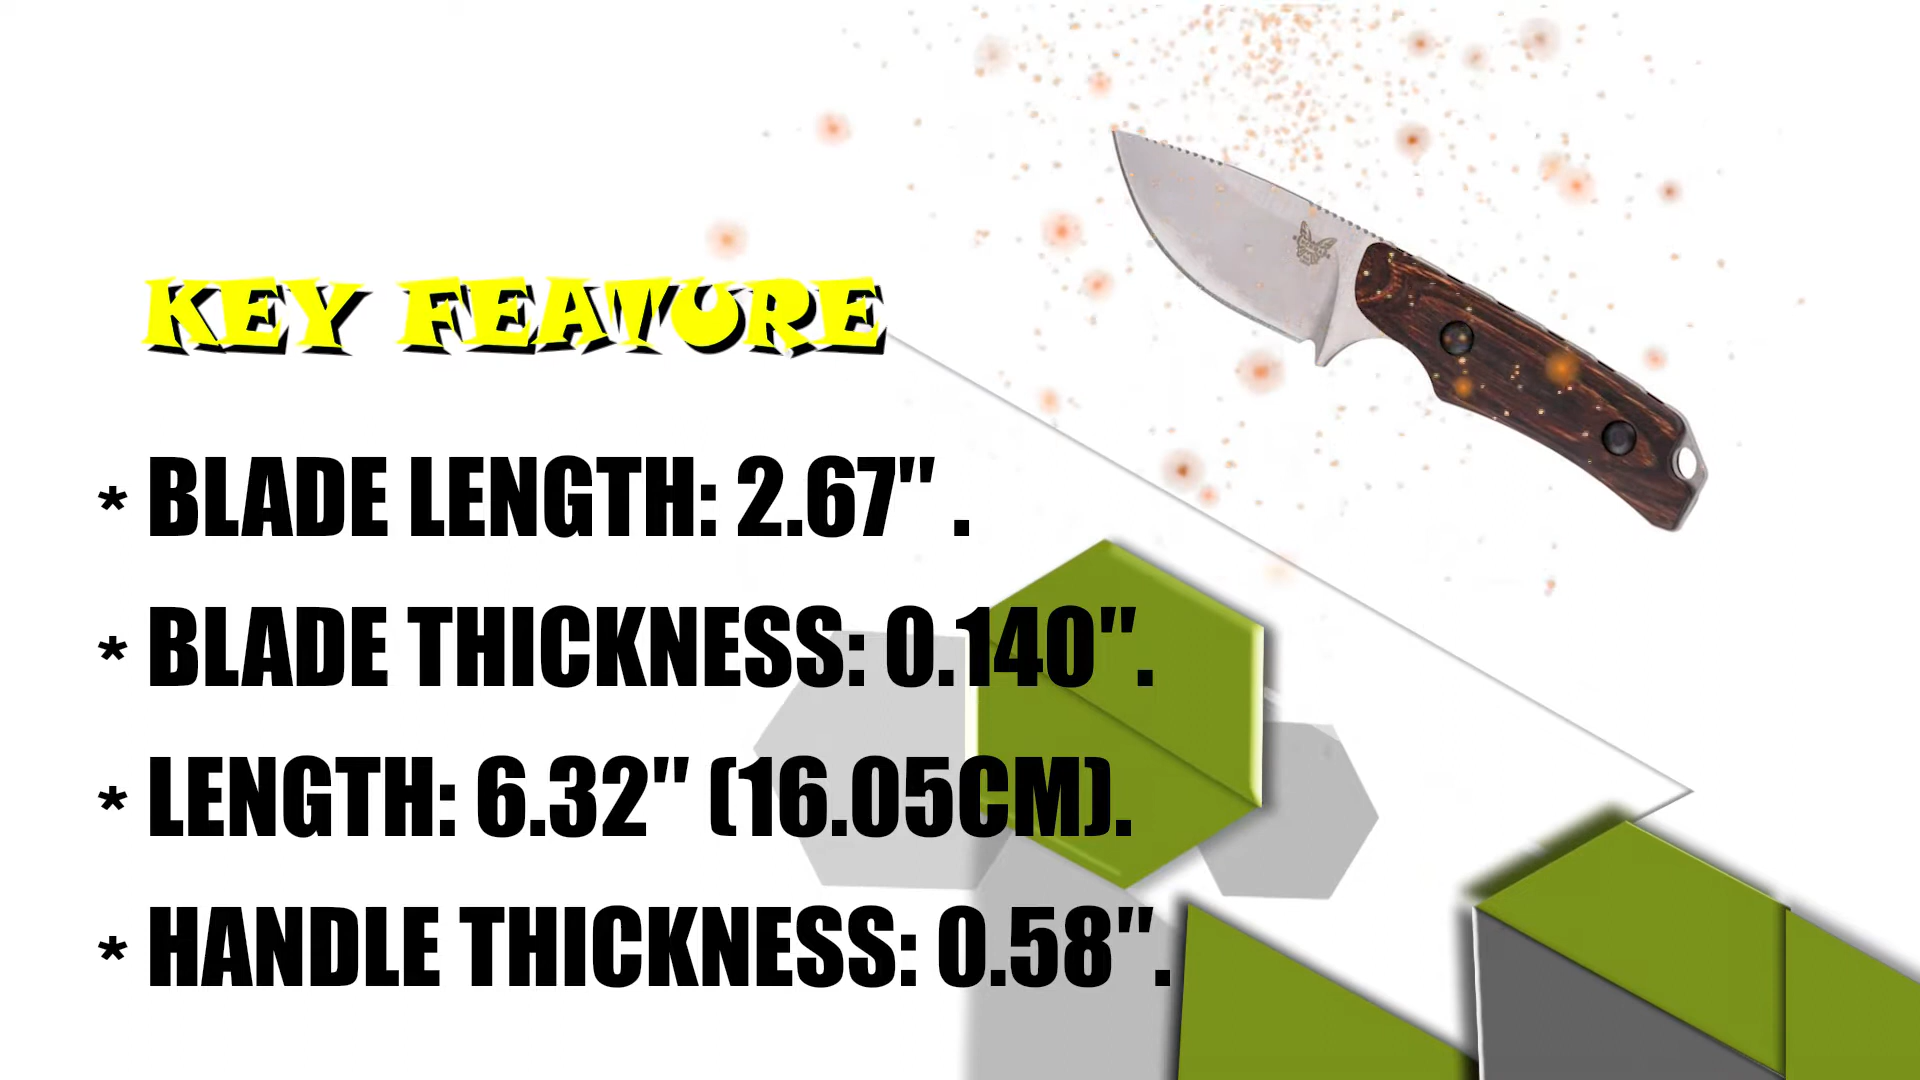 KEY FEATURE
* BLADE LENGTH: 2.67" .
* BLADE THICKNESS: 0.140".
* LENGTH: 6.32" (16.05CM).
* HANDLE THICKNESS: 0.58".